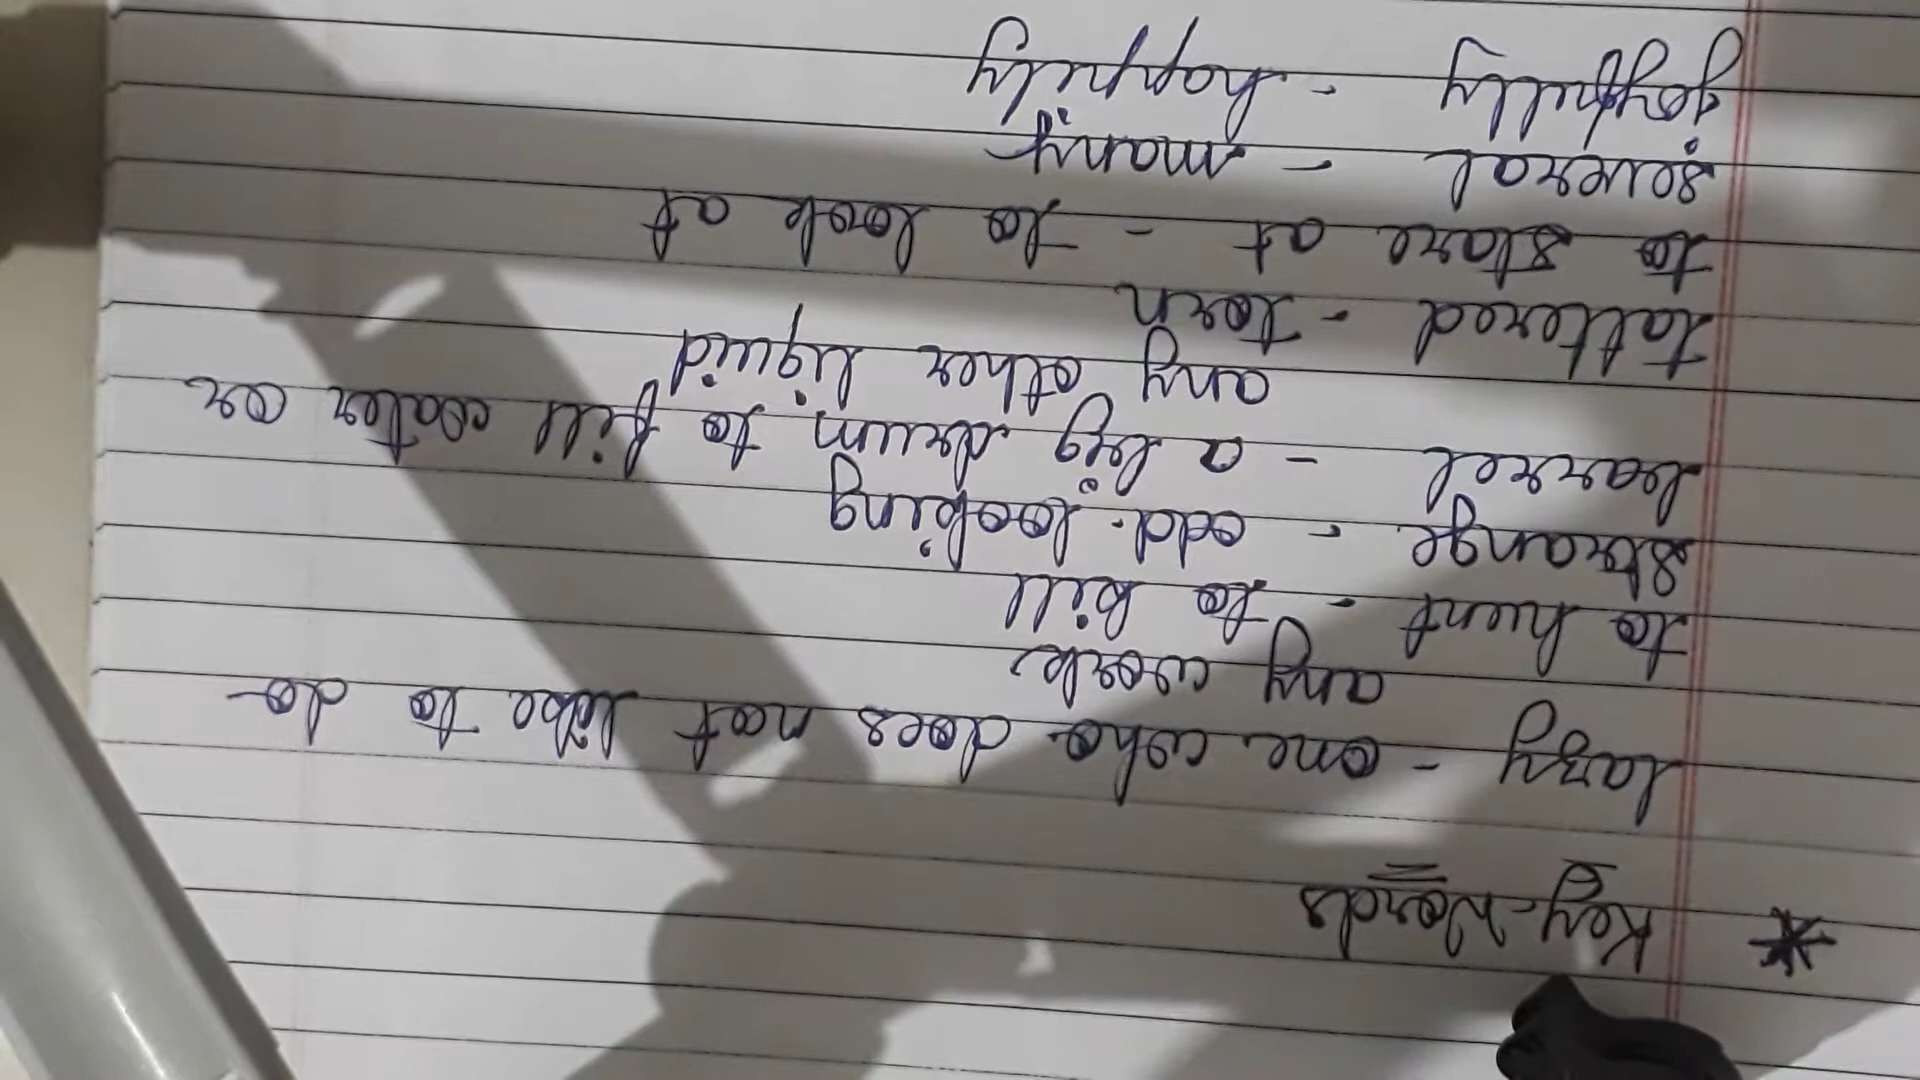 * Key-Words
lazy - one who does not like to do
any work
to hunt - to kill
strange - odd-looking
barrel - a big drum to fill water or
any other liquid
tattered - torn
to stare at - to look at
several - many
joyfully - happily